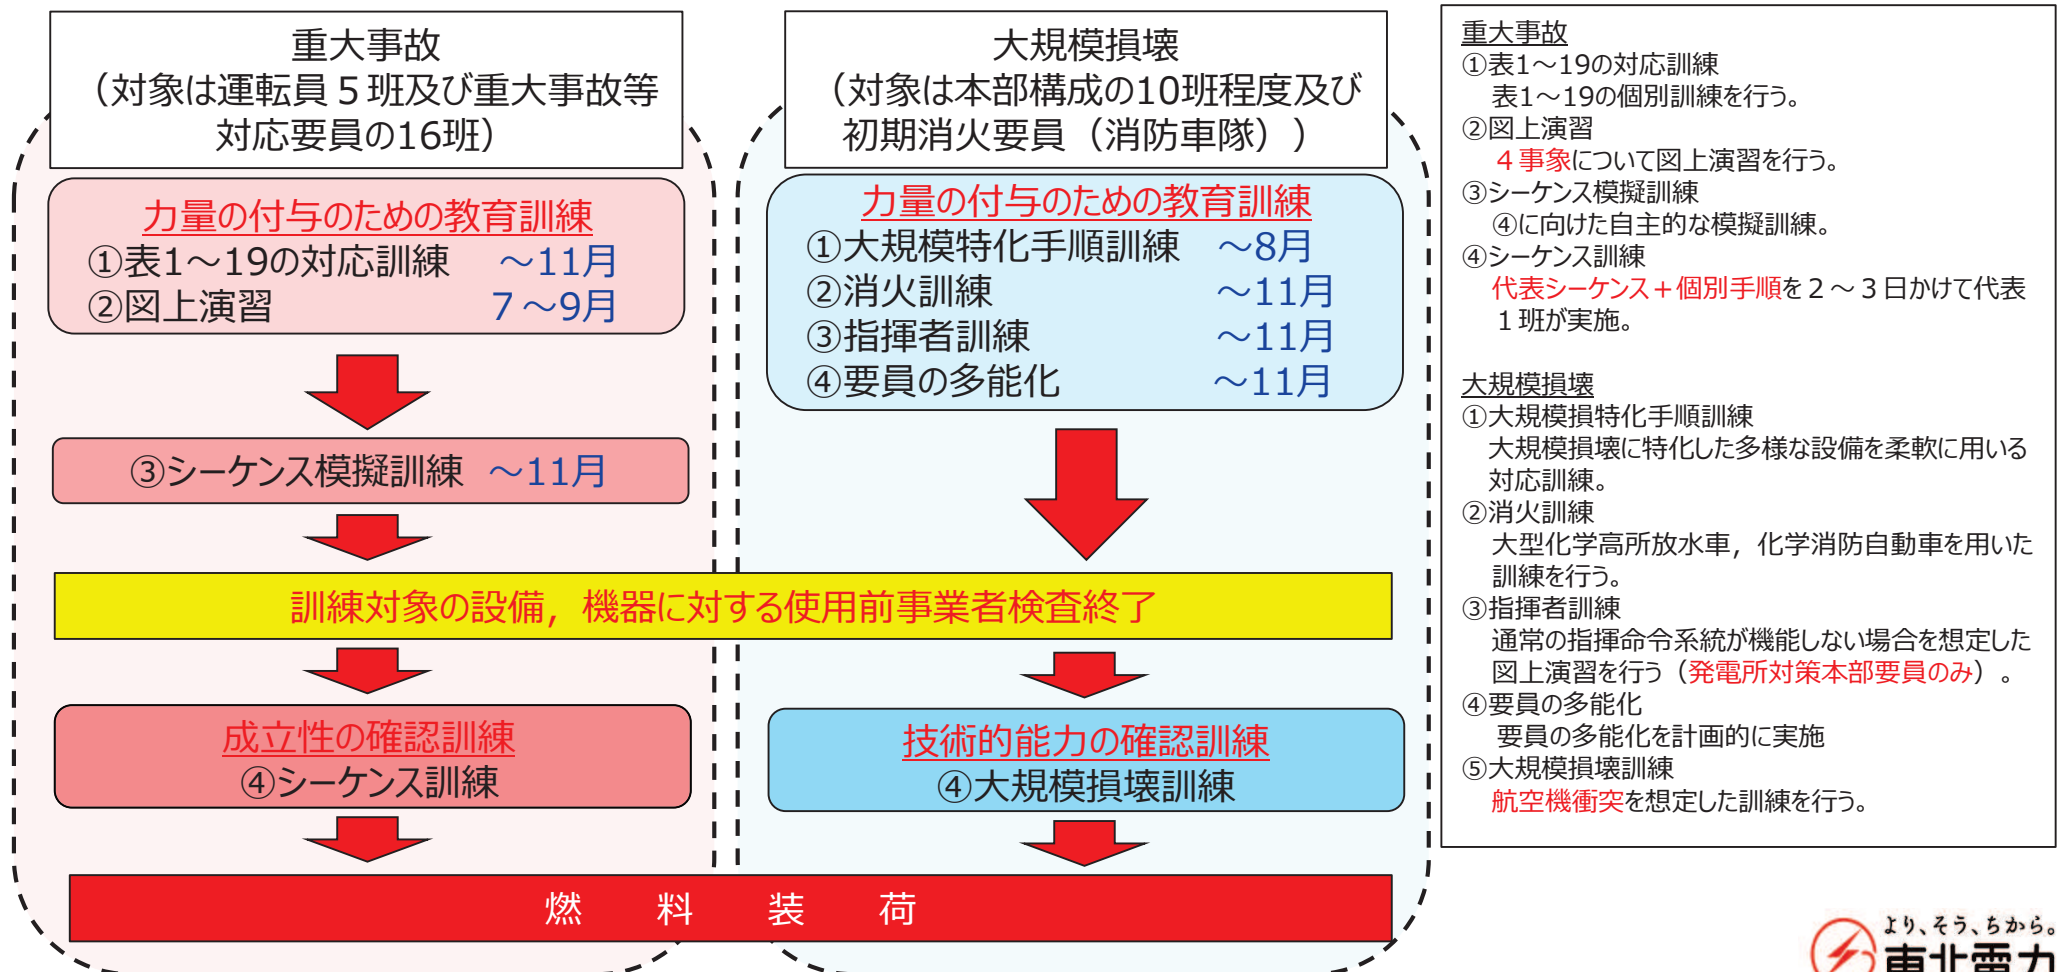 重大事故
（対象は運転員５班及び重大事故等
対応要員の16班）
力量の付与のための教育訓練
①表1～19の対応訓練　～11月
②図上演習　７～9月
③シーケンス模擬訓練　～11月
大規模損壊
（対象は本部構成の10班程度及び
初期消火要員（消防車隊））
力量の付与のための教育訓練
①大規模特化手順訓練　～8月
②消火訓練　～11月
③指揮者訓練　～11月
④要員の多能化　～11月
訓練対象の設備，機器に対する使用前事業者検査終了
成立性の確認訓練
④シーケンス訓練
技術的能力の確認訓練
④大規模損壊訓練
燃　料　装　荷
重大事故
①表1～19の対応訓練
表1～19の個別訓練を行う。
②図上演習
４事象について図上演習を行う。
③シーケンス模擬訓練
④に向けた自主的な模擬訓練。
④シーケンス訓練
代表シーケンス＋個別手順を２～３日かけて代表
１班が実施。
大規模損壊
①大規模損特化手順訓練
大規模損壊に特化した多様な設備を柔軟に用いる
対応訓練。
②消火訓練
大型化学高所放水車，化学消防自動車を用いた
訓練を行う。
③指揮者訓練
通常の指揮命令系統が機能しない場合を想定した
図上演習を行う（発電所対策本部要員のみ）。
④要員の多能化
要員の多能化を計画的に実施
⑤大規模損壊訓練
航空機衝突を想定した訓練を行う。
より、そう、ちから。
東北電力